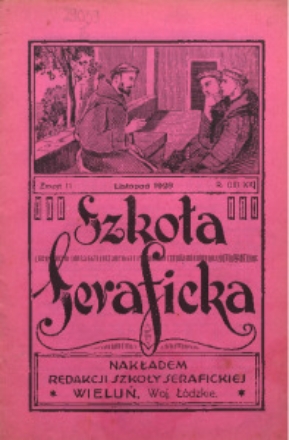 Zeszyt 11. Listopad 1929
Szkoła
Seraficka
NAKŁADEM
REDAKCJI SZKOŁY SERAFICKIEJ
* WIELUŃ, Woj. Łódzkie. *